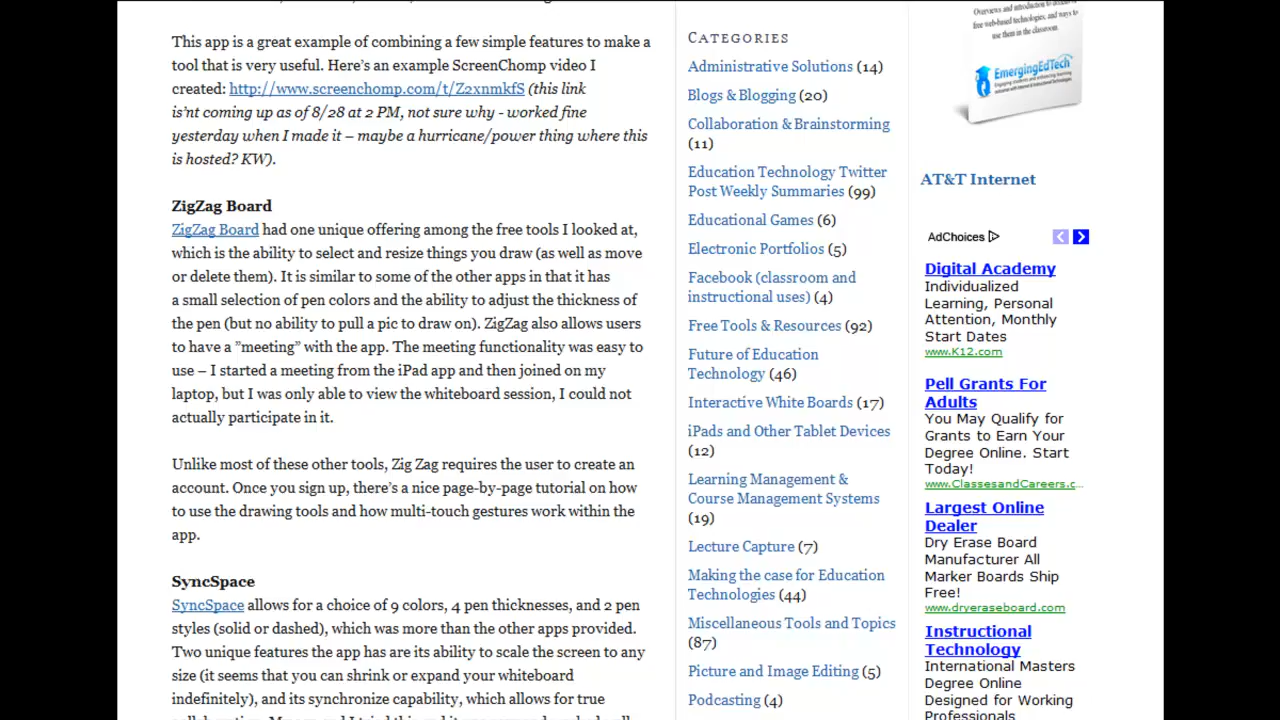 This app is a great example of combining a few simple features to make a
tool that is very useful. Here's an example ScreenChomp video I
created: http://www.screenchomp.com/t/Z2xnmkfS (this link
is'nt coming up as of 8/28 at 2 PM, not sure why - worked fine
yesterday when I made it – maybe a hurricane/power thing where this
is hosted? KW).
ZigZag Board
ZigZag Board had one unique offering among the free tools I looked at,
which is the ability to select and resize things you draw (as well as move
or delete them). It is similar to some of the other apps in that it has
a small selection of pen colors and the ability to adjust the thickness of
the pen (but no ability to pull a pic to draw on). ZigZag also allows users
to have a "meeting" with the app. The meeting functionality was easy to
use – I started a meeting from the iPad app and then joined on my
laptop, but I was only able to view the whiteboard session, I could not
actually participate in it.
Unlike most of these other tools, Zig Zag requires the user to create an
account. Once you sign up, there's a nice page-by-page tutorial on how
to use the drawing tools and how multi-touch gestures work within the
app.
SyncSpace
SyncSpace allows for a choice of 9 colors, 4 pen thicknesses, and 2 pen
styles (solid or dashed), which was more than the other apps provided.
Two unique features the app has are its ability to scale the screen to any
size (it seems that you can shrink or expand your whiteboard
indefinitely), and its synchronize capability, which allows for true
CATEGORIES
Administrative Solutions (14)
Blogs & Blogging (20)
Collaboration & Brainstorming
(11)
Education Technology Twitter
Post Weekly Summaries (99)
Educational Games (6)
Electronic Portfolios (5)
Facebook (classroom and
instructional uses) (4)
Free Tools & Resources (92)
Future of Education
Technology (46)
Interactive White Boards (17)
iPads and Other Tablet Devices
(12)
Learning Management &
Course Management Systems
(19)
Lecture Capture (7)
Making the case for Education
Technologies (44)
Miscellaneous Tools and Topics
(87)
Picture and Image Editing (5)
Podcasting (4)
free web-based technologies, and ways to
use them in the classroom.
EmergingEdTech
AT&T Internet
AdChoices
Digital Academy
Individualized
Learning, Personal
Attention, Monthly
Start Dates
www.K12.com
Pell Grants For
Adults
You May Qualify for
Grants to Earn Your
Degree Online. Start
Today!
www.ClassesandCareers.c...
Largest Online
Dealer
Dry Erase Board
Manufacturer All
Marker Boards Ship
Free!
www.dryeraseboard.com
Instructional
Technology
International Masters
Degree Online
Designed for Working
Professionals